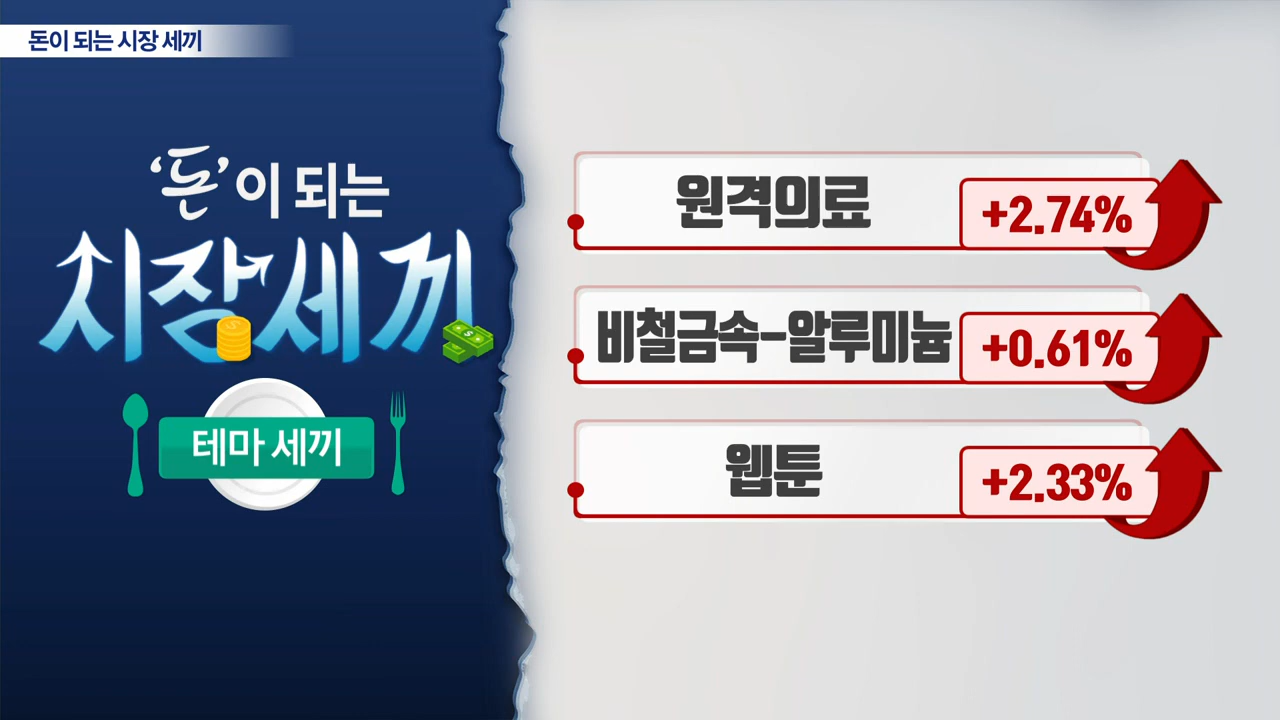 돈이 되는 시장 세끼
‘돈’이 되는
시장세끼
테마 세끼
원격의료 +2.74%
비철금속-알루미늄 +0.61%
웹툰 +2.33%